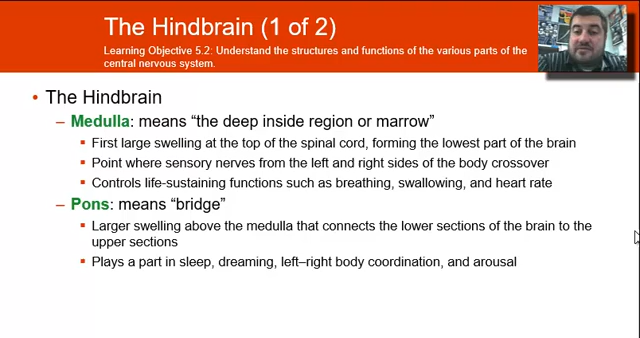 The Hindbrain (1 of 2)
Learning Objective 5.2: Understand the structures and functions of the various parts of the
central nervous system.
• The Hindbrain
– Medulla: means “the deep inside region or marrow”
▪ First large swelling at the top of the spinal cord, forming the lowest part of the brain
▪ Point where sensory nerves from the left and right sides of the body crossover
▪ Controls life-sustaining functions such as breathing, swallowing, and heart rate
– Pons: means “bridge”
▪ Larger swelling above the medulla that connects the lower sections of the brain to the
upper sections
▪ Plays a part in sleep, dreaming, left–right body coordination, and arousal